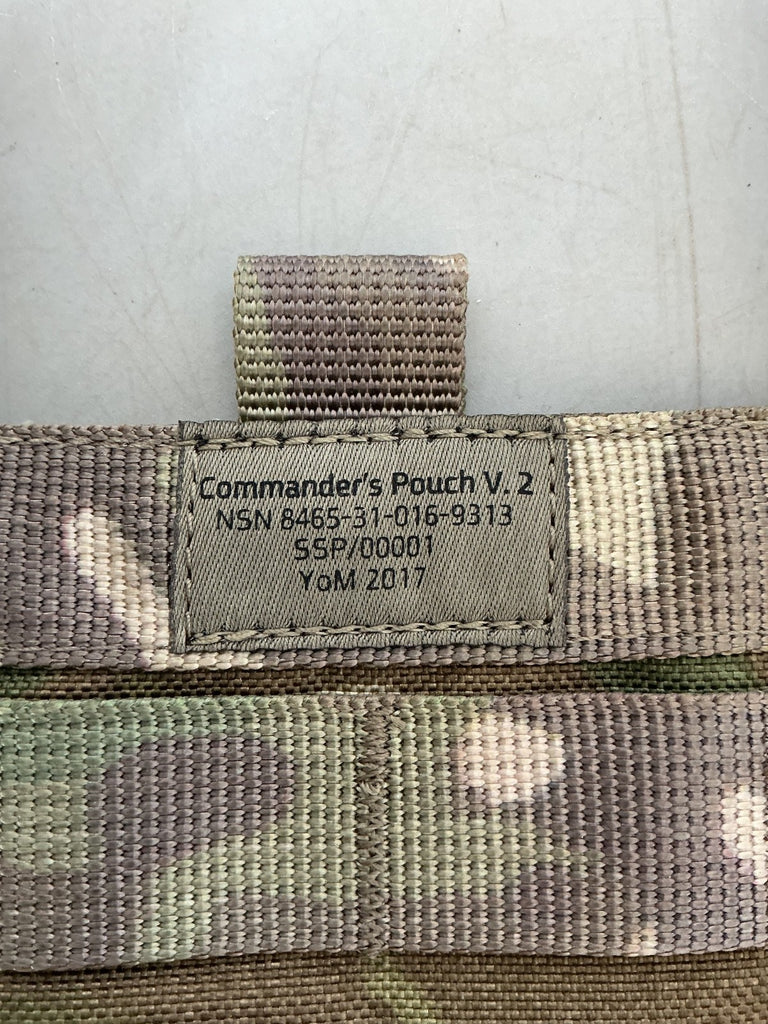 Commander's Pouch V. 2
NSN 8465-31-016-9313
SSP/00001
YoM 2017